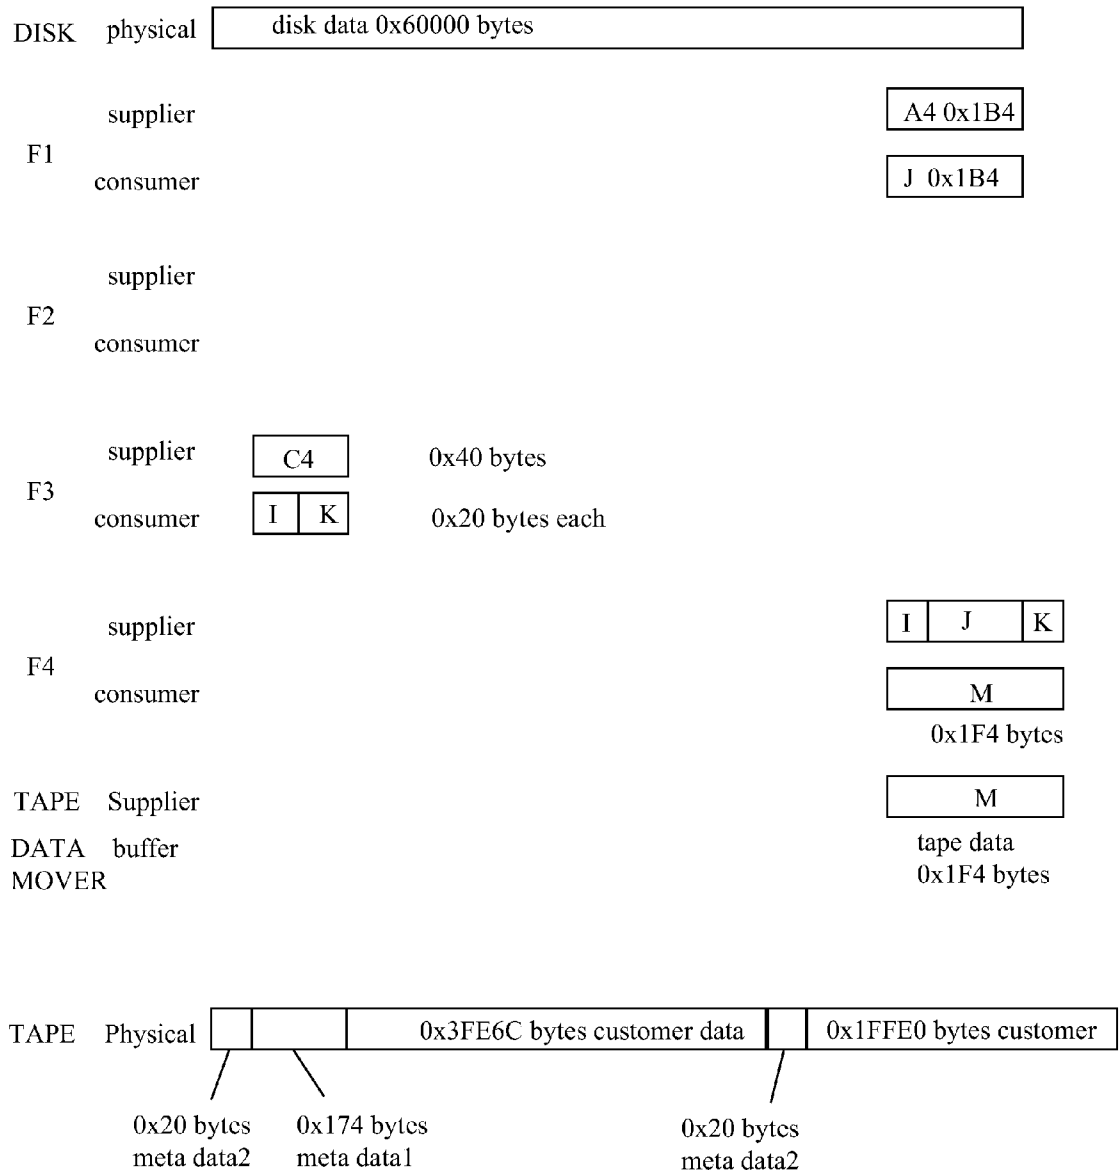 DISK physical disk data 0x60000 bytes
supplier A4 0x1B4
F1
consumer J 0x1B4
supplier
F2
consumer
supplier C4 0x40 bytes
F3
consumer I K 0x20 bytes each
supplier I J K
F4
consumer M
0x1F4 bytes
TAPE Supplier M
DATA buffer tape data
MOVER 0x1F4 bytes
TAPE Physical 0x3FE6C bytes customer data 0x1FFE0 bytes customer
0x20 bytes 0x174 bytes 0x20 bytes
meta data2 meta data1 meta data2